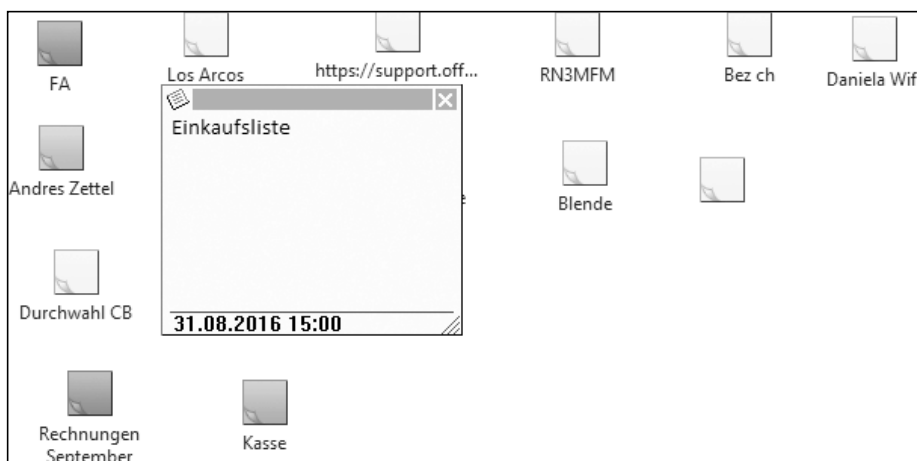 FA
Los Arcos
https://support.off...
RN3MFM
Bez ch
Daniela Wif
Einkaufsliste
Andres Zettel
Blende
Durchwahl CB
31.08.2016 15:00
Rechnungen
September
Kasse